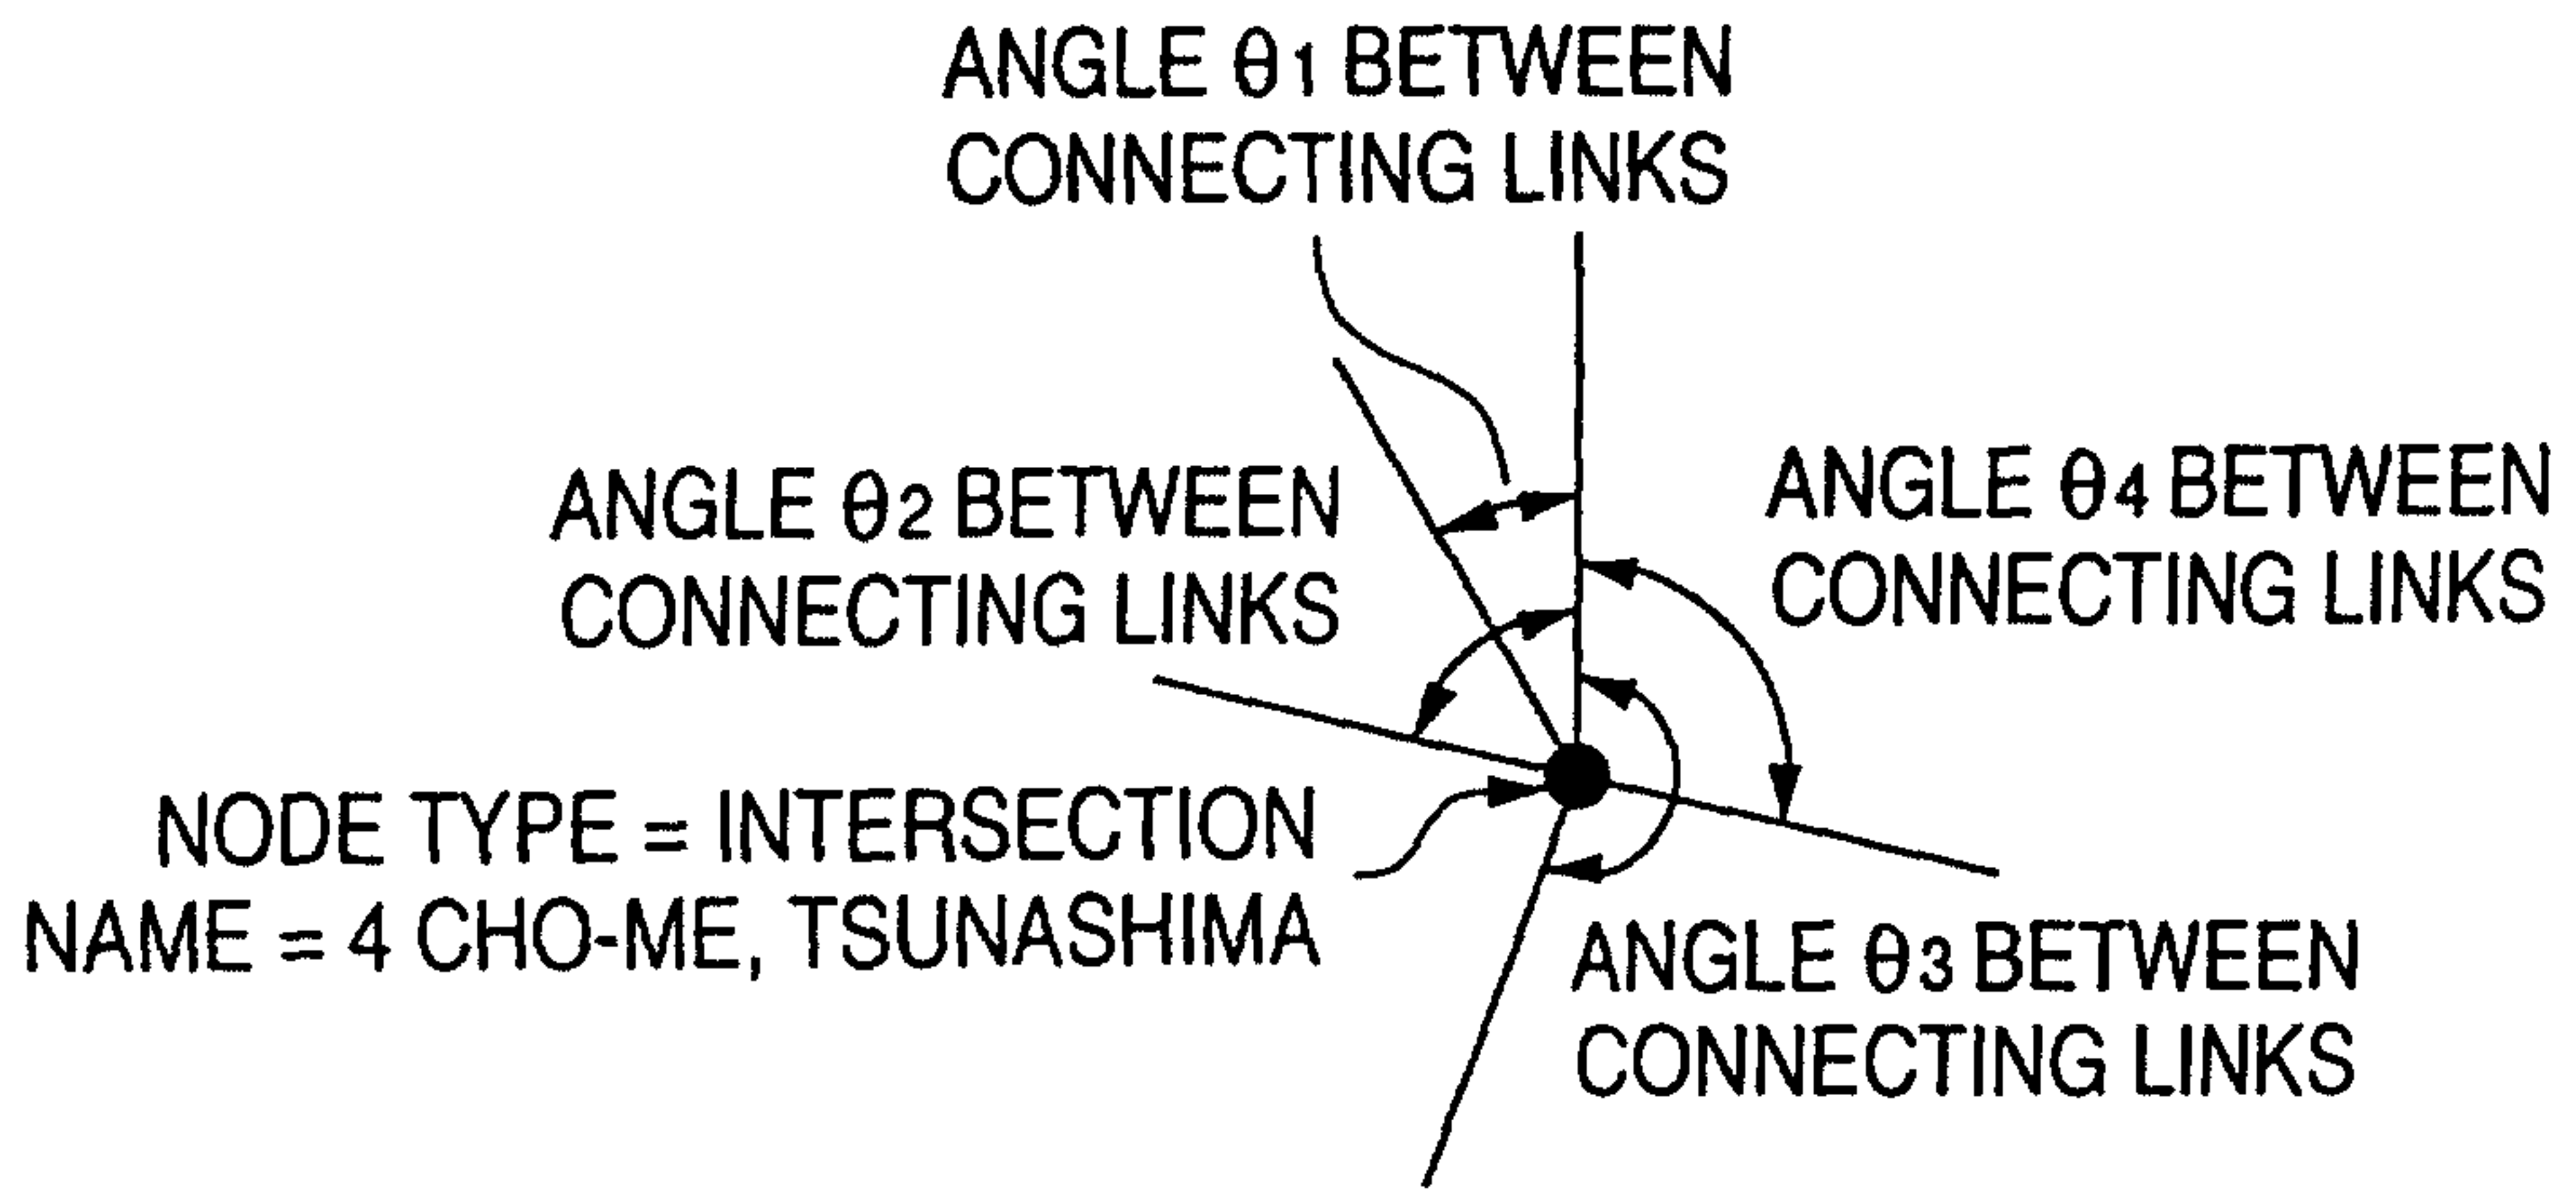 ANGLE θ1 BETWEEN
CONNECTING LINKS
ANGLE θ2 BETWEEN
CONNECTING LINKS
ANGLE θ4 BETWEEN
CONNECTING LINKS
NODE TYPE = INTERSECTION
NAME = 4 CHO-ME, TSUNASHIMA
ANGLE θ3 BETWEEN
CONNECTING LINKS